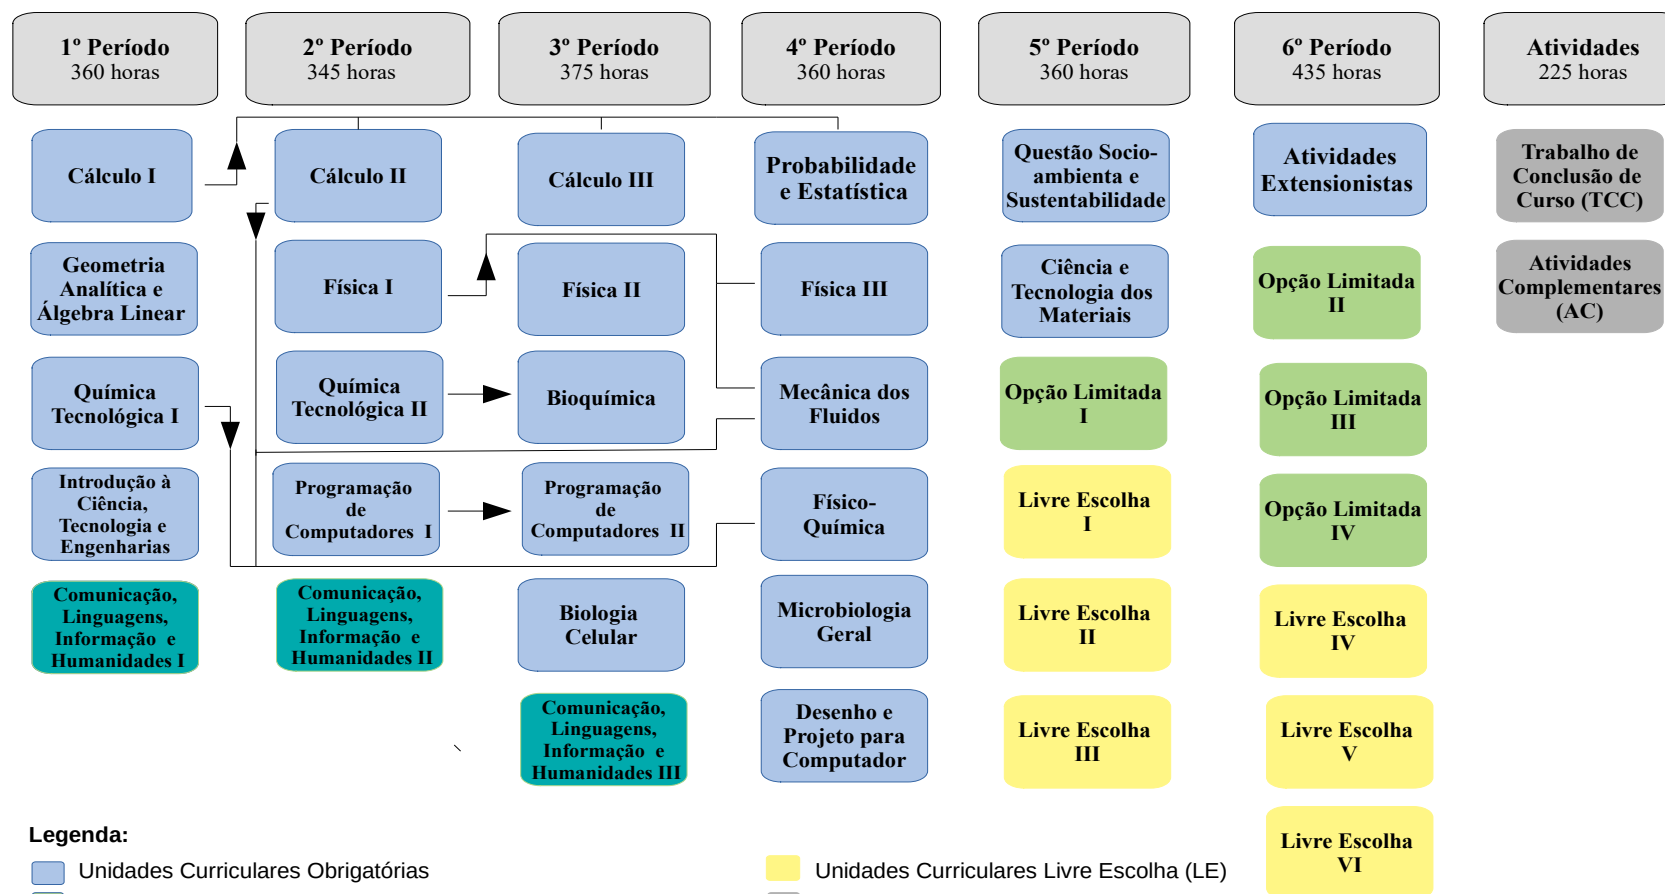 1º Período
360 horas
2º Período
345 horas
3º Período
375 horas
4º Período
360 horas
5º Período
360 horas
6º Período
435 horas
Atividades
225 horas
Cálculo I
Cálculo II
Cálculo III
Probabilidade
e Estatística
Questão Socio-
ambienta e
Sustentabilidade
Atividades
Extensionistas
Trabalho de
Conclusão de
Curso (TCC)
Geometria
Analítica e
Álgebra Linear
Física I
Física II
Física III
Ciência e
Tecnologia dos
Materiais
Opção Limitada
II
Atividades
Complementares
(AC)
Química
Tecnológica I
Química
Tecnológica II
Bioquímica
Mecânica dos
Fluidos
Opção Limitada
I
Opção Limitada
III
Introdução à
Ciência,
Tecnologia e
Engenharias
Programação
de
Computadores I
Programação
de
Computadores II
Físico-
Química
Livre Escolha
I
Opção Limitada
IV
Comunicação,
Linguagens,
Informação e
Humanidades I
Comunicação,
Linguagens,
Informação e
Humanidades II
Biologia
Celular
Microbiologia
Geral
Livre Escolha
II
Livre Escolha
IV
Comunicação,
Linguagens,
Informação e
Humanidades III
Desenho e
Projeto para
Computador
Livre Escolha
III
Livre Escolha
V
Livre Escolha
VI
Legenda:
Unidades Curriculares Obrigatórias
Unidades Curriculares Livre Escolha (LE)